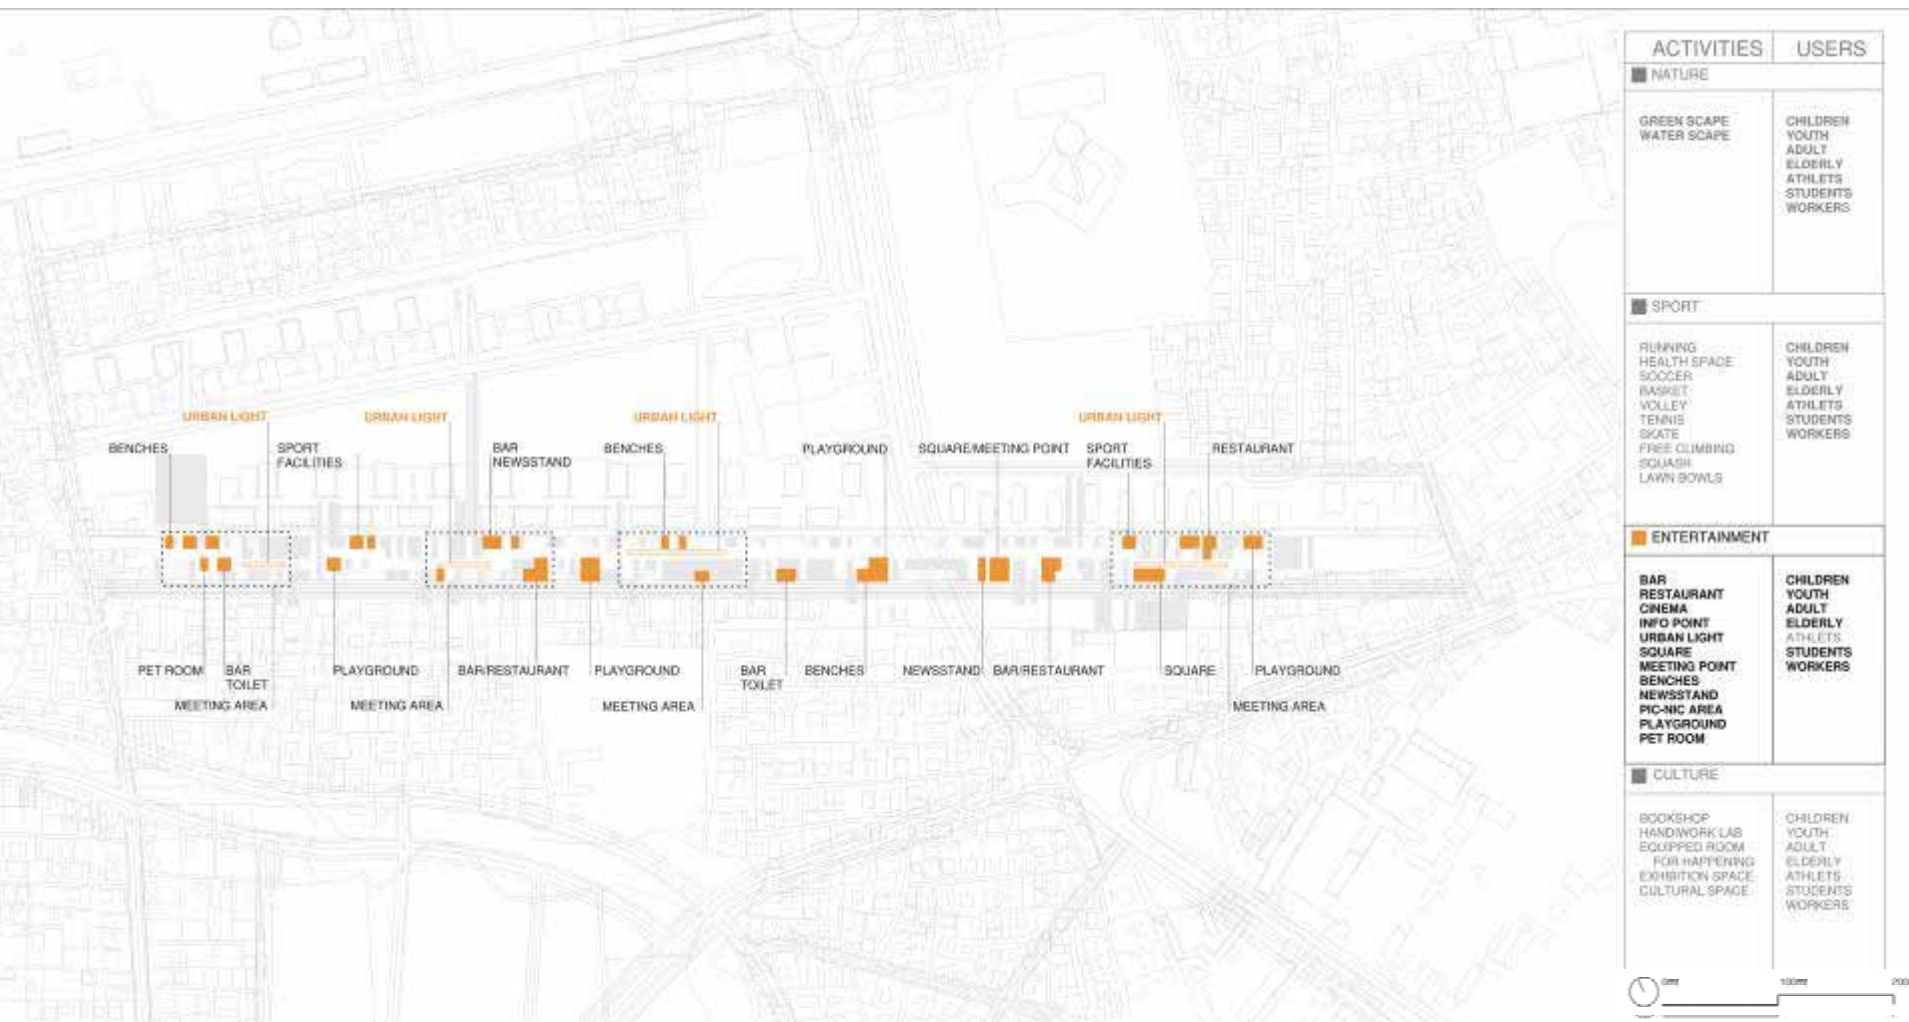 URBAN LIGHT
URBAN LIGHT
URBAN LIGHT
URBAN LIGHT
BENCHES
SPORT
FACILITIES
BAR
NEWSSTAND
BENCHES
PLAYGROUND
SQUARE/MEETING POINT
SPORT
FACILITIES
RESTAURANT
PET ROOM
BAR
TOILET
PLAYGROUND
BAR/RESTAURANT
PLAYGROUND
BAR
TOILET
BENCHES
NEWSSTAND
BAR/RESTAURANT
SQUARE
PLAYGROUND
MEETING AREA
MEETING AREA
MEETING AREA
MEETING AREA
ACTIVITIES
USERS
NATURE
GREEN SCAPE
WATER SCAPE
CHILDREN
YOUTH
ADULT
ELDERLY
ATHLETS
STUDENTS
WORKERS
SPORT
RUNNING
HEALTH SPACE
SOCCER
BASKET
VOLLEY
TENNIS
SKATE
FREE CLIMBING
SQUASH
LAWN BOWLS
CHILDREN
YOUTH
ADULT
ELDERLY
ATHLETS
STUDENTS
WORKERS
ENTERTAINMENT
BAR
RESTAURANT
CINEMA
INFO POINT
URBAN LIGHT
SQUARE
MEETING POINT
BENCHES
NEWSSTAND
PIC-NIC AREA
PLAYGROUND
PET ROOM
CHILDREN
YOUTH
ADULT
ELDERLY
ATHLETS
STUDENTS
WORKERS
CULTURE
BOOKSHOP
HANDIWORK LAB
EQUIPPED ROOM
FOR HAPPENING
EXHIBITION SPACE
CULTURAL SPACE
CHILDREN
YOUTH
ADULT
ELDERLY
ATHLETS
STUDENTS
WORKERS
0mt
100mt
200